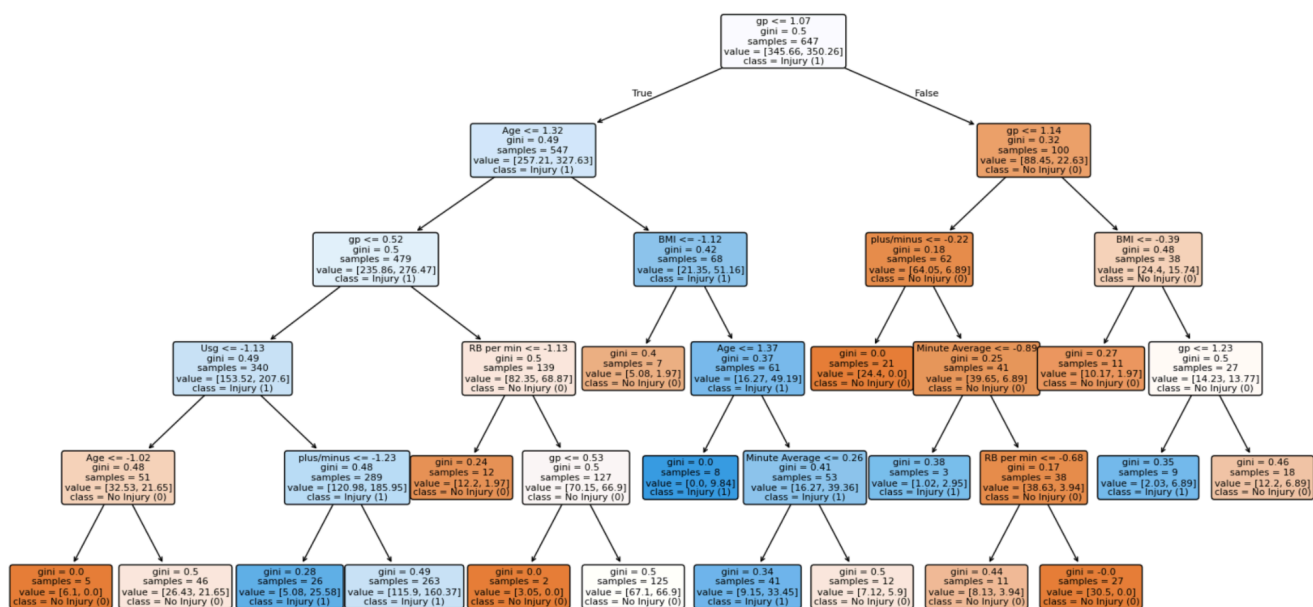 gp <= 1.07
gini = 0.5
samples = 647
value = [345.66, 350.26]
class = Injury (1)
True
False
Age <= 1.32
gini = 0.49
samples = 547
value = [257.21, 327.63]
class = Injury (1)
gp <= 1.14
gini = 0.32
samples = 100
value = [88.45, 22.63]
class = No Injury (0)
gp <= 0.52
gini = 0.5
samples = 479
value = [235.86, 276.47]
class = Injury (1)
BMI <= -1.12
gini = 0.42
samples = 68
value = [21.35, 51.16]
class = Injury (1)
plus/minus <= -0.22
gini = 0.18
samples = 62
value = [64.05, 6.89]
class = No Injury (0)
BMI <= -0.39
gini = 0.48
samples = 38
value = [24.4, 15.74]
class = No Injury (0)
Usg <= -1.13
gini = 0.49
samples = 340
value = [153.52, 207.6]
class = Injury (1)
RB per min <= -1.13
gini = 0.5
samples = 139
value = [82.35, 68.87]
class = No Injury (0)
gini = 0.4
samples = 7
value = [5.08, 1.97]
class = No Injury (0)
Age <= 1.37
gini = 0.37
samples = 61
value = [16.27, 49.19]
class = Injury (1)
gini = 0.0
samples = 21
value = [24.4, 0.0]
class = No Injury (0)
Minute Average <= -0.89
gini = 0.25
samples = 41
value = [39.65, 6.89]
class = No Injury (0)
gini = 0.27
samples = 11
value = [10.17, 1.97]
class = No Injury (0)
gp <= 1.23
gini = 0.5
samples = 27
value = [14.23, 13.77]
class = No Injury (0)
Age <= -1.02
gini = 0.48
samples = 51
value = [32.53, 21.65]
class = No Injury (0)
plus/minus <= -1.23
gini = 0.48
samples = 289
value = [120.98, 185.95]
class = Injury (1)
gini = 0.24
samples = 12
value = [12.2, 1.97]
class = No Injury (0)
gp <= 0.53
gini = 0.5
samples = 127
value = [70.15, 66.9]
class = No Injury (0)
gini = 0.0
samples = 8
value = [0.0, 9.84]
class = Injury (1)
Minute Average <= 0.26
gini = 0.41
samples = 53
value = [16.27, 39.36]
class = Injury (1)
gini = 0.38
samples = 3
value = [1.02, 2.95]
class = Injury (1)
RB per min <= -0.68
gini = 0.17
samples = 38
value = [38.63, 3.94]
class = No Injury (0)
gini = 0.35
samples = 9
value = [2.03, 6.89]
class = Injury (1)
gini = 0.46
samples = 18
value = [12.2, 6.89]
class = No Injury (0)
gini = 0.0
samples = 5
value = [6.1, 0.0]
class = No Injury (0)
gini = 0.5
samples = 46
value = [26.43, 21.65]
class = No Injury (0)
gini = 0.28
samples = 26
value = [5.08, 25.58]
class = Injury (1)
gini = 0.49
samples = 263
value = [115.9, 160.37]
class = Injury (1)
gini = 0.0
samples = 2
value = [3.05, 0.0]
class = No Injury (0)
gini = 0.5
samples = 125
value = [67.1, 66.9]
class = No Injury (0)
gini = 0.34
samples = 41
value = [9.15, 33.45]
class = Injury (1)
gini = 0.5
samples = 12
value = [7.12, 5.9]
class = No Injury (0)
gini = 0.44
samples = 11
value = [8.13, 3.94]
class = No Injury (0)
gini = -0.0
samples = 27
value = [30.5, 0.0]
class = No Injury (0)